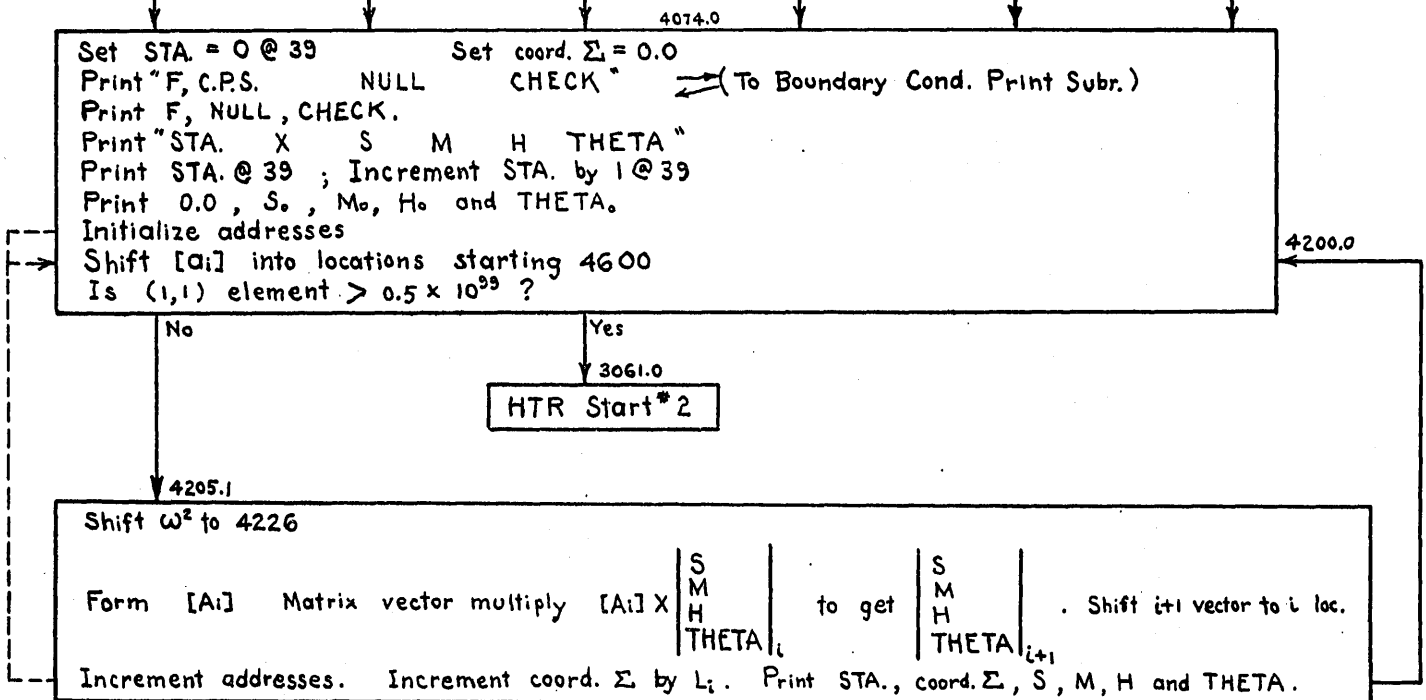 4074.0
Set STA. = 0 @ 39 Set coord. Σ = 0.0
Print "F, C.P.S. NULL CHECK" (To Boundary Cond. Print Subr.)
Print F, NULL, CHECK.
Print "STA. X S M H THETA"
Print STA. @ 39 ; Increment STA. by 1 @ 39
Print 0.0, S₀, M₀, H₀ and THETA₀
Initialize addresses
Shift [ai] into locations starting 4600
4200.0
Is (1,1) element > 0.5 × 10⁹⁹ ?
No Yes
3061.0
HTR Start #2
4205.1
Shift ω² to 4226
S S
M M
Form [Ai] Matrix vector multiply [Ai] X H to get H . Shift i+1 vector to i loc.
THETA i THETA i+1
Increment addresses. Increment coord. Σ by Lᵢ. Print STA., coord. Σ, S, M, H and THETA.